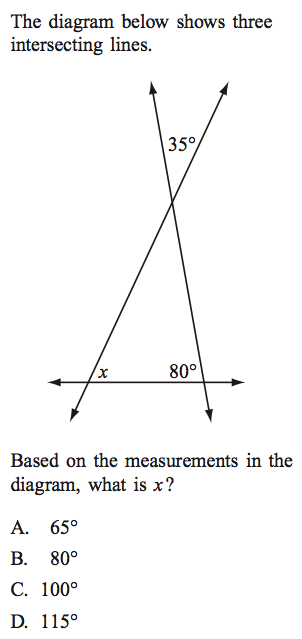 The diagram below shows three
intersecting lines.
35°
x
80°
Based on the measurements in the
diagram, what is x?
A. 65°
B. 80°
C. 100°
D. 115°